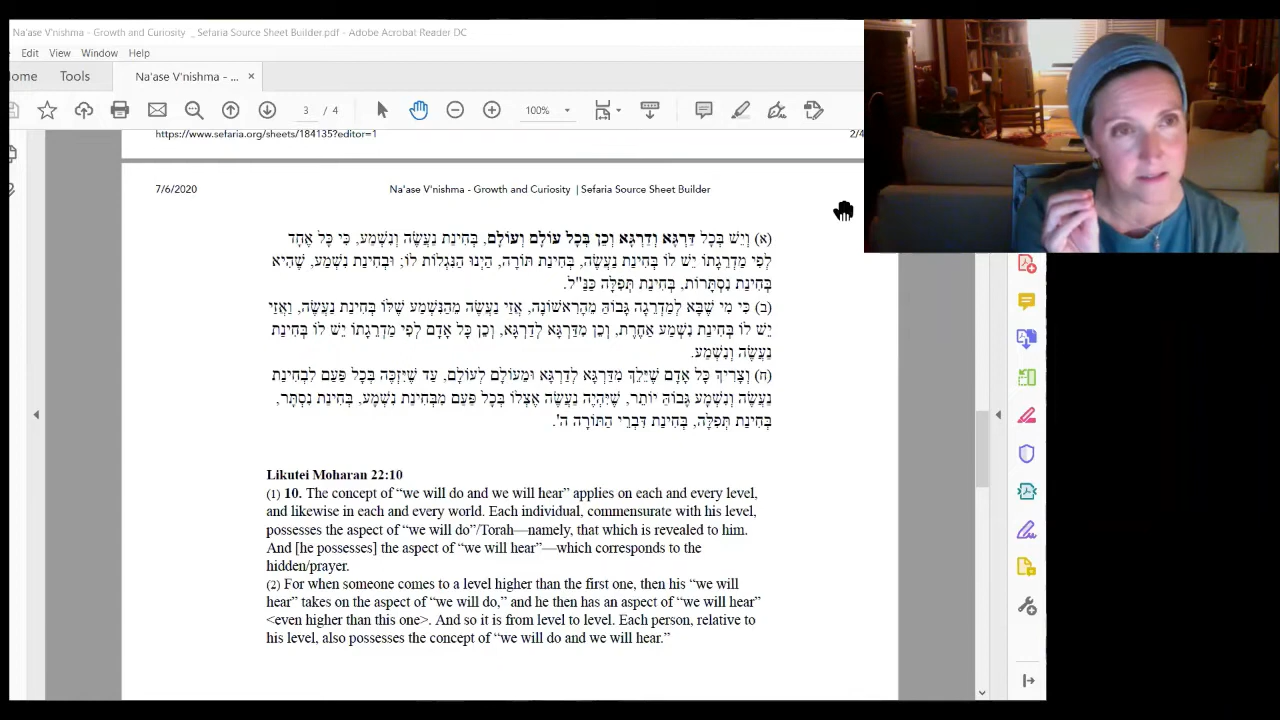 Na'ase V'nishma - Growth and Curiosity _ Sefaria Source Sheet Builder.pdf - Adobe Acrobat Reader DC
Edit View Window Help
ome Tools Na'ase V'nishma - ... ×
3 / 4 100%
https://www.sefaria.org/sheets/184135?editor=1 2/4
7/6/2020 Na'ase V'nishma - Growth and Curiosity | Sefaria Source Sheet Builder
(א) וְיֵשׁ בְּכָל דַּרְגָּא וְדַרְגָּא וְכֵן בְּכָל עוֹלָם וְעוֹלָם, בְּחִינַת נַעֲשֶׂה וְנִשְׁמַע, כִּי כָל אֶחָד
לְפִי מַדְרֵגָתוֹ יֵשׁ לוֹ בְּחִינַת נַעֲשֶׂה, בְּחִינַת תּוֹרָה, הַיְנוּ הַנִּגְלוֹת לוֹ; וּבְחִינַת נִשְׁמַע, שֶׁהִיא
בְּחִינַת נִסְתָּרוֹת, בְּחִינַת תְּפִלָּה כַּנַּ"ל.
(ב) כִּי מִי שֶׁבָּא לְמַדְרֵגָה גָּבוֹהַּ מֵהָרִאשׁוֹנָה, אֲזַי נַעֲשֶׂה מֵהַנִּשְׁמַע שֶׁלּוֹ בְּחִינַת נַעֲשֶׂה, וַאֲזַי
יֵשׁ לוֹ בְּחִינַת נִשְׁמַע אַחֶרֶת, וְכֵן מִדַּרְגָּא לְדַרְגָּא, וְכֵן כָּל אָדָם לְפִי מַדְרֵגָתוֹ יֵשׁ לוֹ בְּחִינַת
נַעֲשֶׂה וְנִשְׁמַע.
(ח) וְצָרִיךְ כָּל אָדָם שֶׁיֵּלֵךְ מִדַּרְגָּא לְדַרְגָּא וּמֵעוֹלָם לְעוֹלָם, עַד שֶׁיִּזְכֶּה בְּכָל פַּעַם לִבְחִינַת
נַעֲשֶׂה וְנִשְׁמָע גָּבוֹהַּ יוֹתֵר, שֶׁיִּהְיֶה נַעֲשֶׂה אֶצְלוֹ בְּכָל פַּעַם מִבְּחִינַת נִשְׁמָע, בְּחִינַת נִסְתָּר,
בְּחִינַת תְּפִלָּה, בְּחִינַת דִּבְרֵי הַתּוֹרָה ה'.
Likutei Moharan 22:10
(1) 10. The concept of “we will do and we will hear” applies on each and every level,
and likewise in each and every world. Each individual, commensurate with his level,
possesses the aspect of “we will do”/Torah—namely, that which is revealed to him.
And [he possesses] the aspect of “we will hear”—which corresponds to the
hidden/prayer.
(2) For when someone comes to a level higher than the first one, then his “we will
hear” takes on the aspect of “we will do,” and he then has an aspect of “we will hear”
<even higher than this one>. And so it is from level to level. Each person, relative to
his level, also possesses the concept of “we will do and we will hear.”